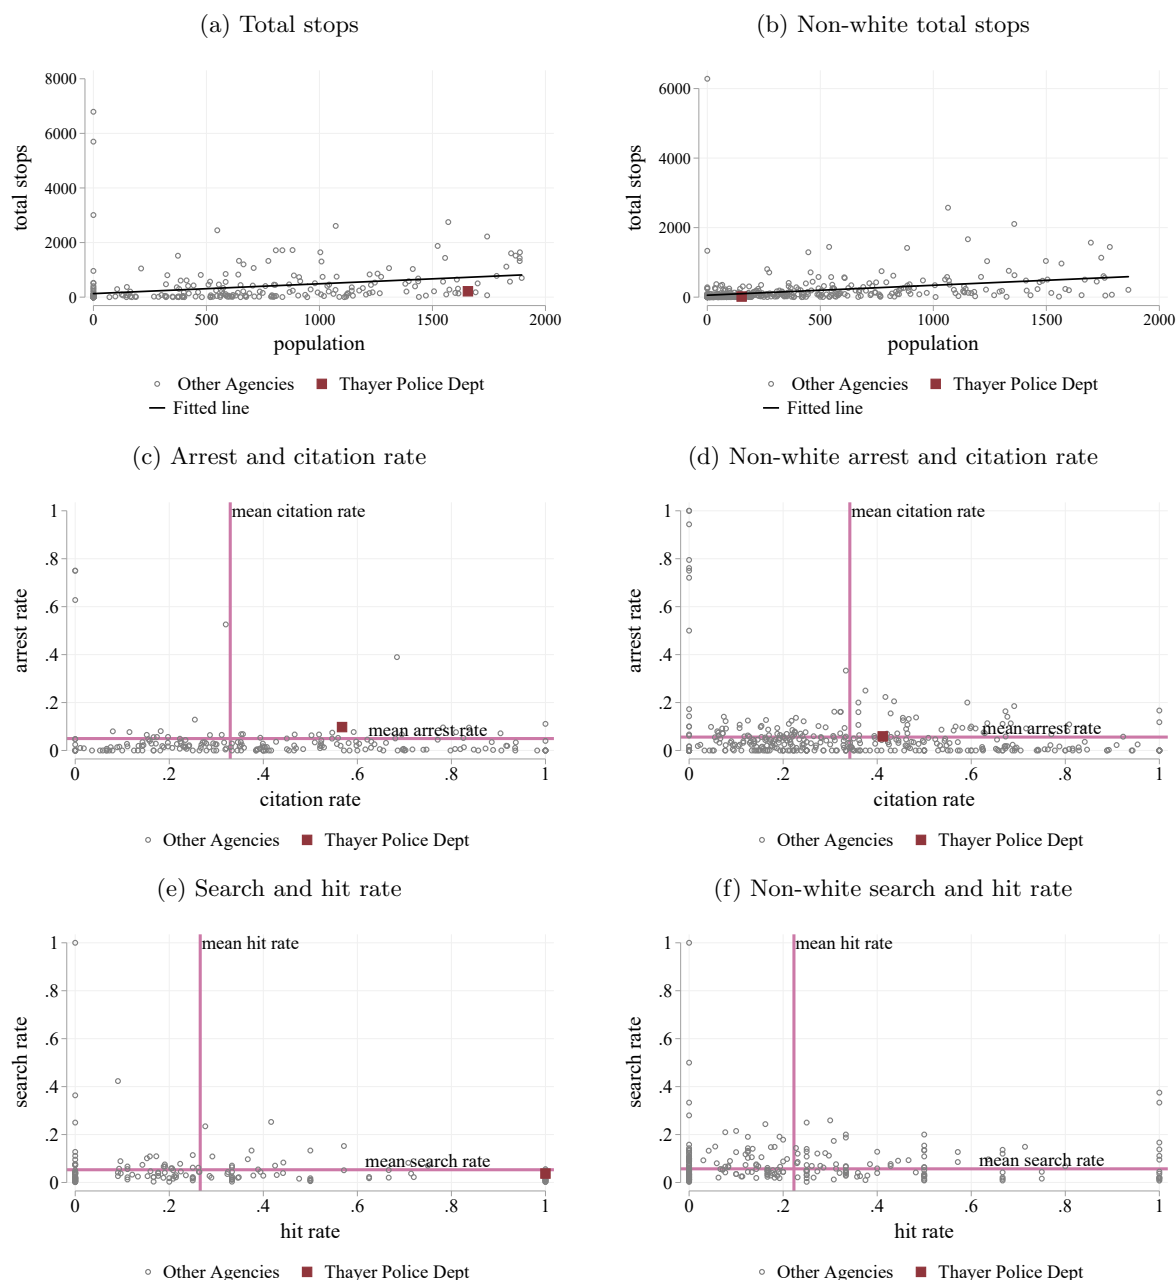 (a) Total stops
(b) Non-white total stops
total stops
8000
6000
4000
2000
0
0 500 1000 1500 2000
population
Other Agencies Thayer Police Dept
Fitted line
total stops
6000
4000
2000
0
0 500 1000 1500 2000
population
Other Agencies Thayer Police Dept
Fitted line
(c) Arrest and citation rate
(d) Non-white arrest and citation rate
arrest rate
1
.8
.6
.4
.2
0
mean citation rate
mean arrest rate
0 .2 .4 .6 .8 1
citation rate
Other Agencies Thayer Police Dept
arrest rate
1
.8
.6
.4
.2
0
mean citation rate
mean arrest rate
0 .2 .4 .6 .8 1
citation rate
Other Agencies Thayer Police Dept
(e) Search and hit rate
(f) Non-white search and hit rate
search rate
1
.8
.6
.4
.2
0
mean hit rate
mean search rate
0 .2 .4 .6 .8 1
hit rate
Other Agencies Thayer Police Dept
search rate
1
.8
.6
.4
.2
0
mean hit rate
mean search rate
0 .2 .4 .6 .8 1
hit rate
Other Agencies Thayer Police Dept